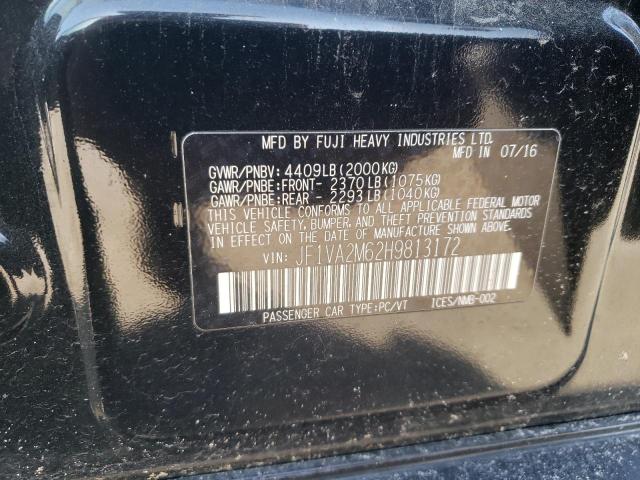 MFD BY FUJI HEAVY INDUSTRIES LTD.
MFD IN 07/16
GVWR/PNBV: 4409LB(2000KG)
GAWR/PNBE:FRONT- 2370LB(1075KG)
GAWR/PNBE:REAR - 2293LB(1040KG)
THIS VEHICLE CONFORMS TO ALL APPLICABLE FEDERAL MOTOR
VEHICLE SAFETY, BUMPER, AND THEFT PREVENTION STANDARDS
IN EFFECT ON THE DATE OF MANUFACTURE SHOWN ABOVE.
VIN: JF1VA2M62H9813172
PASSENGER CAR TYPE:PC/VT ICES/NMB-002